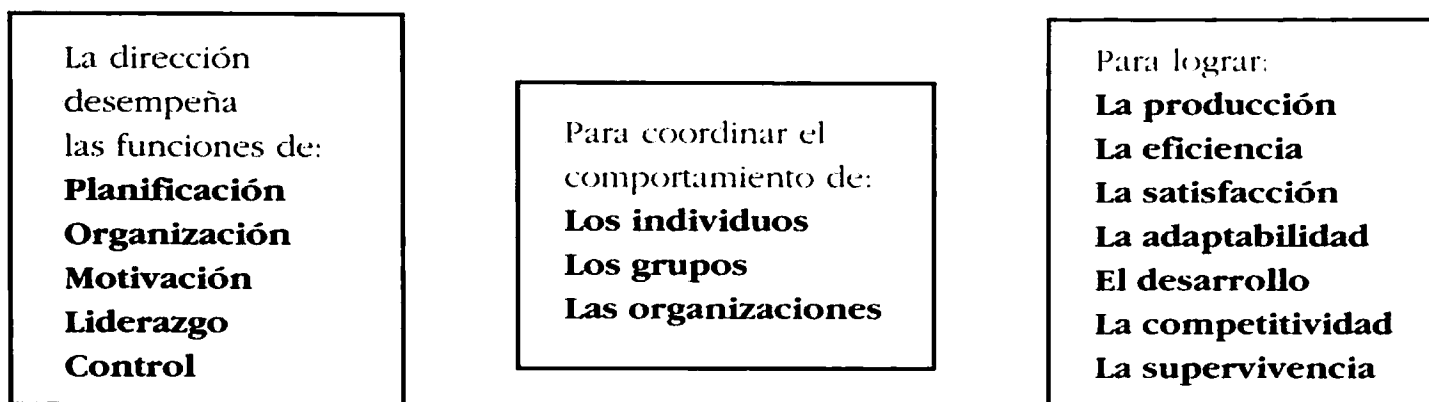 La dirección
desempeña
las funciones de:
Planificación
Organización
Motivación
Liderazgo
Control
Para coordinar el
comportamiento de:
Los individuos
Los grupos
Las organizaciones
Para lograr:
La producción
La eficiencia
La satisfacción
La adaptabilidad
El desarrollo
La competitividad
La supervivencia